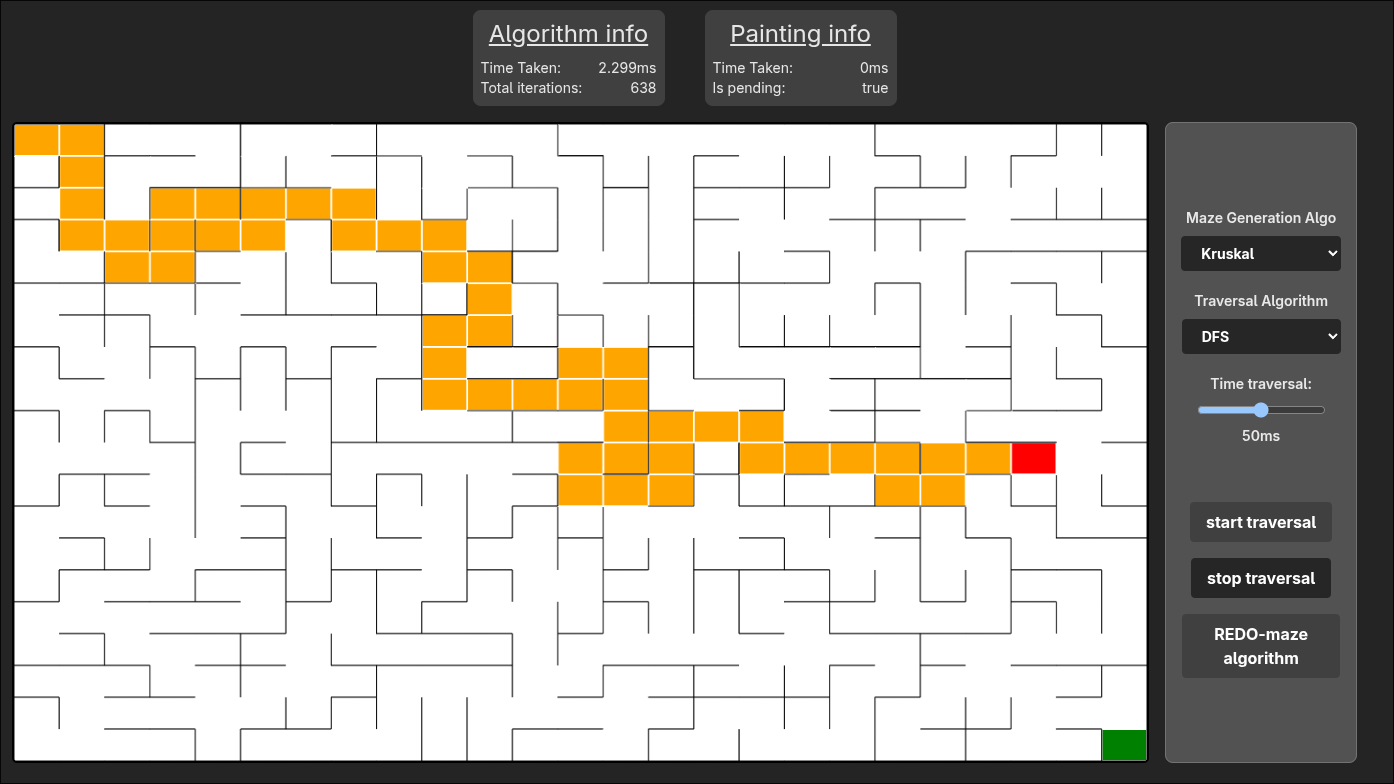 Algorithm info
Time Taken: 2.299ms
Total iterations: 638
Painting info
Time Taken: 0ms
Is pending: true
Maze Generation Algo
Kruskal
Traversal Algorithm
DFS
Time traversal:
50ms
start traversal
stop traversal
REDO-maze
algorithm